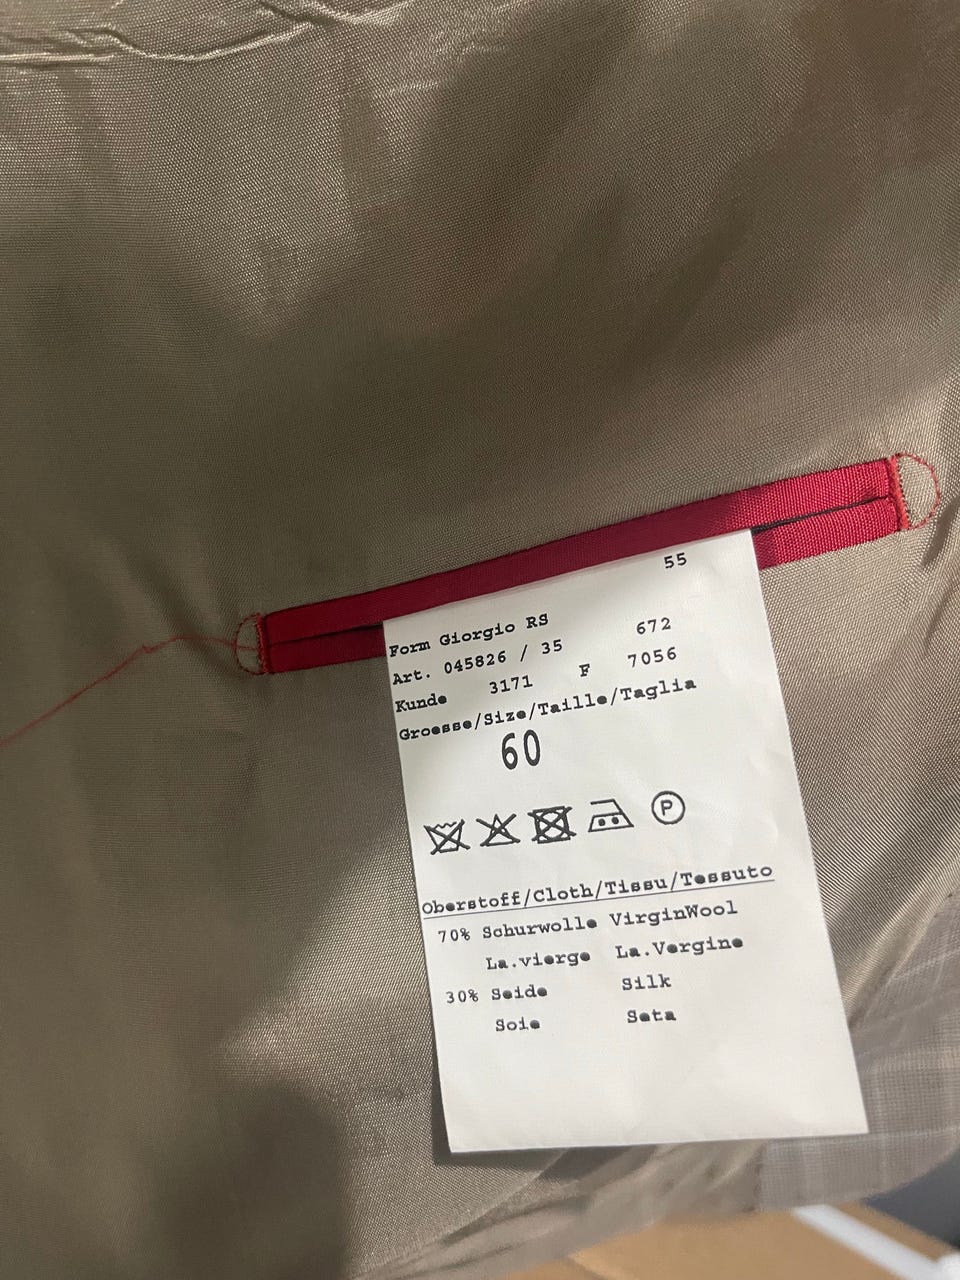 55
Form Giorgio RS
Art. 045826 / 35 672
Kunde 3171 F 7056
Groesse/Size/Taille/Taglia
60
P
Oberstoff/Cloth/Tissu/Tessuto
70% Schurwolle VirginWool
La.vierge La.Vergine
30% Seide Silk
Soie Seta